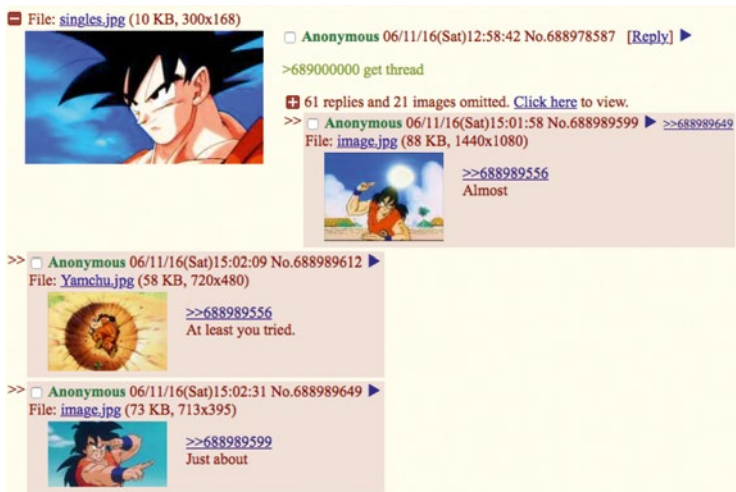 File: singles.jpg (10 KB, 300x168)
Anonymous 06/11/16(Sat)12:58:42 No.688978587 [Reply] ▶
>689000000 get thread
61 replies and 21 images omitted. Click here to view.
>> Anonymous 06/11/16(Sat)15:01:58 No.688989599 ▶ >>688989649
File: image.jpg (88 KB, 1440x1080)
>>688989556
Almost
>> Anonymous 06/11/16(Sat)15:02:09 No.688989612 ▶
File: Yamchu.jpg (58 KB, 720x480)
>>688989556
At least you tried.
>> Anonymous 06/11/16(Sat)15:02:31 No.688989649 ▶
File: image.jpg (73 KB, 713x395)
>>688989599
Just about